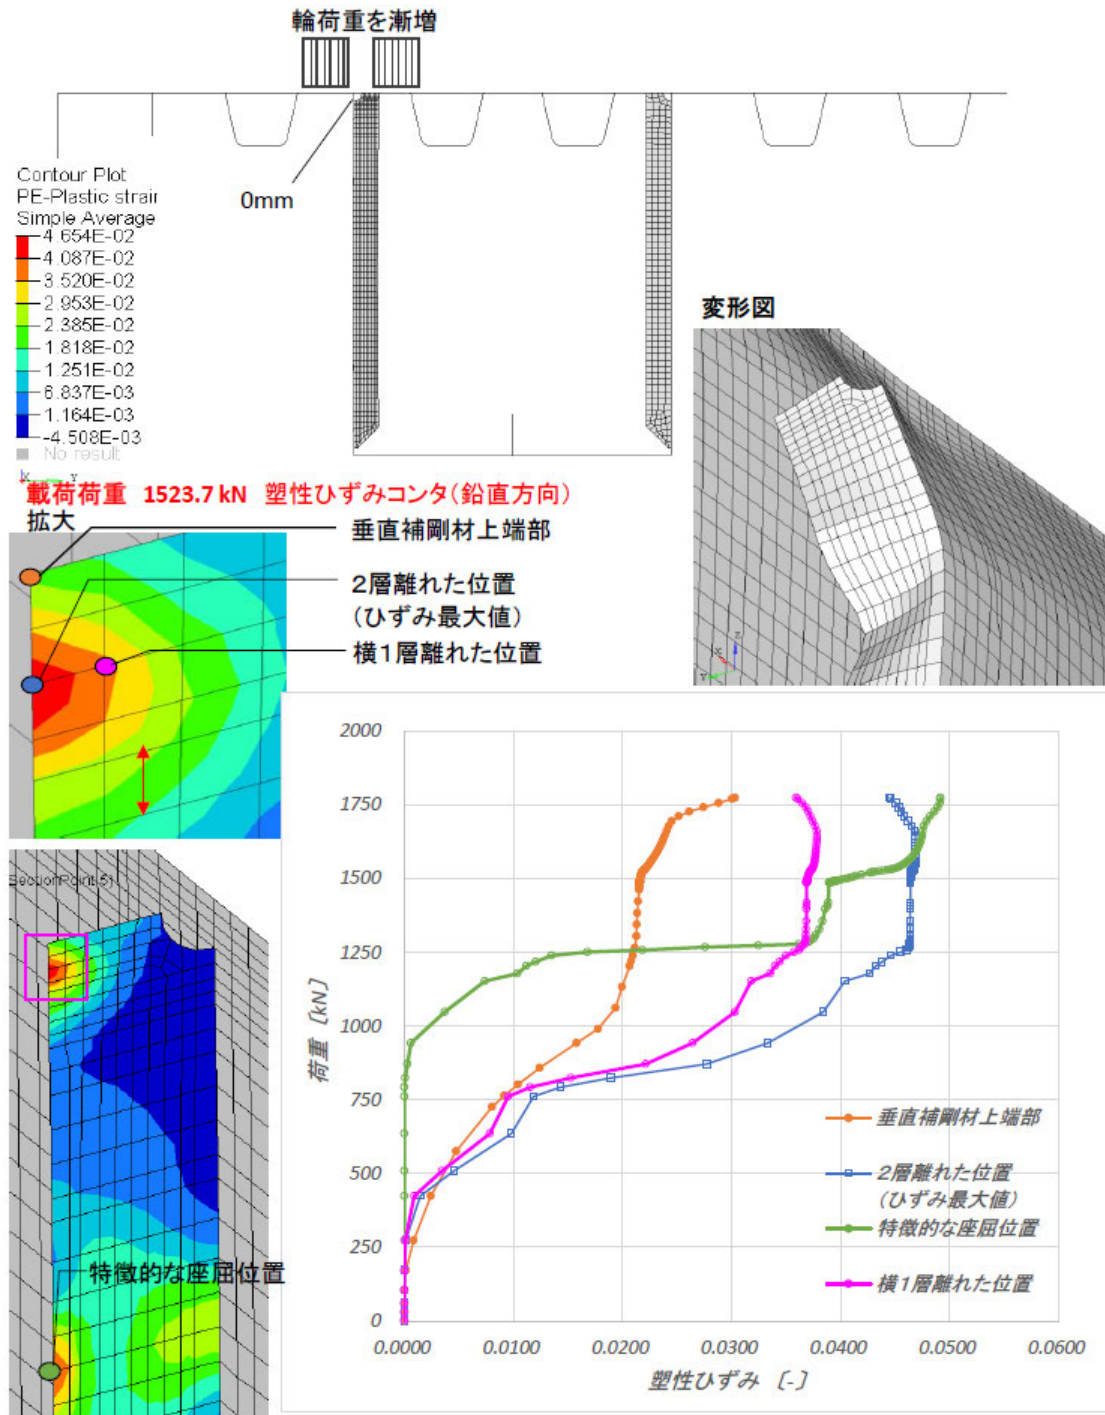 輪荷重を漸増
0mm
Contour Plot
PE-Plastic strain
Simple Average
4.654E-02
4.087E-02
3.520E-02
2.953E-02
2.385E-02
1.818E-02
1.251E-02
6.837E-03
1.164E-03
-4.508E-03
No result
X Y
変形図
Z
X
Y
載荷荷重 1523.7 kN 塑性ひずみコンタ(鉛直方向)
拡大
垂直補剛材上端部
2層離れた位置
(ひずみ最大値)
横1層離れた位置
SectionPoint(5)
特徴的な座屈位置
2000
1750
1500
1250
1000
750
500
250
0
荷重 〔kN〕
0.0000
0.0100
0.0200
0.0300
0.0400
0.0500
0.0600
塑性ひずみ 〔-〕
垂直補剛材上端部
2層離れた位置
(ひずみ最大値)
特徴的な座屈位置
横1層離れた位置